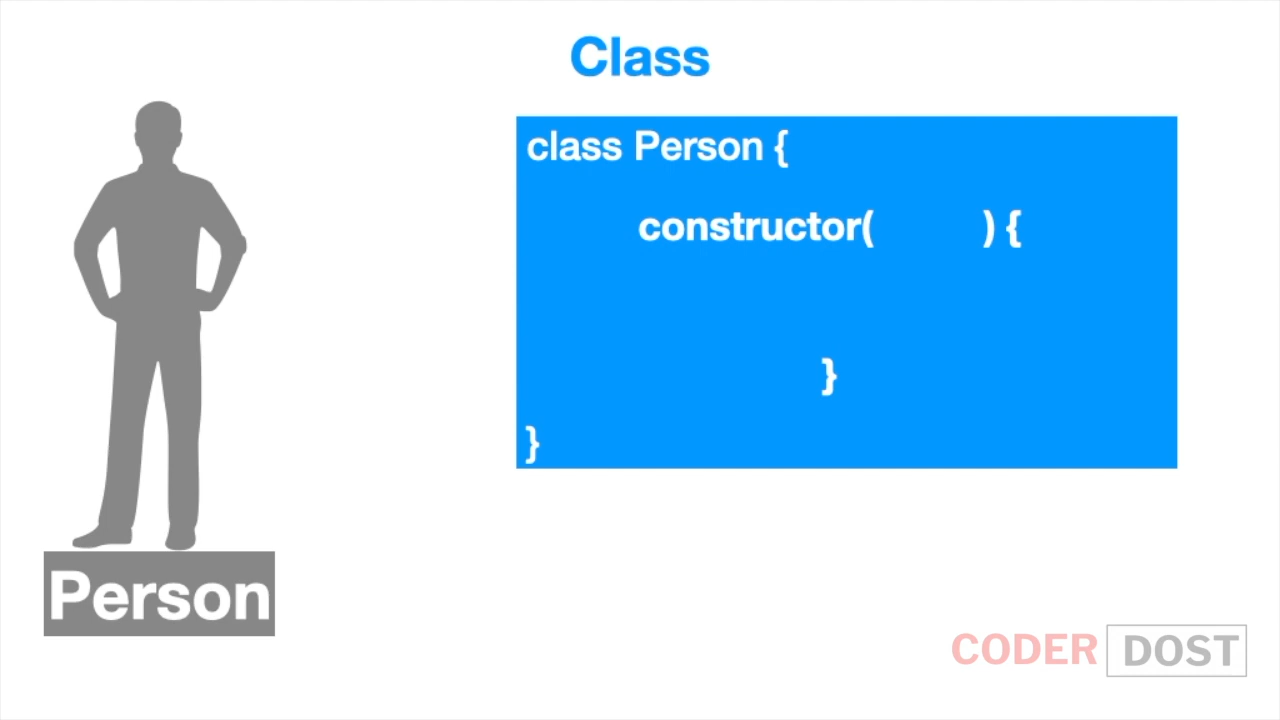 Class
class Person {
constructor( ) {
}
}
Person
CODER DOST